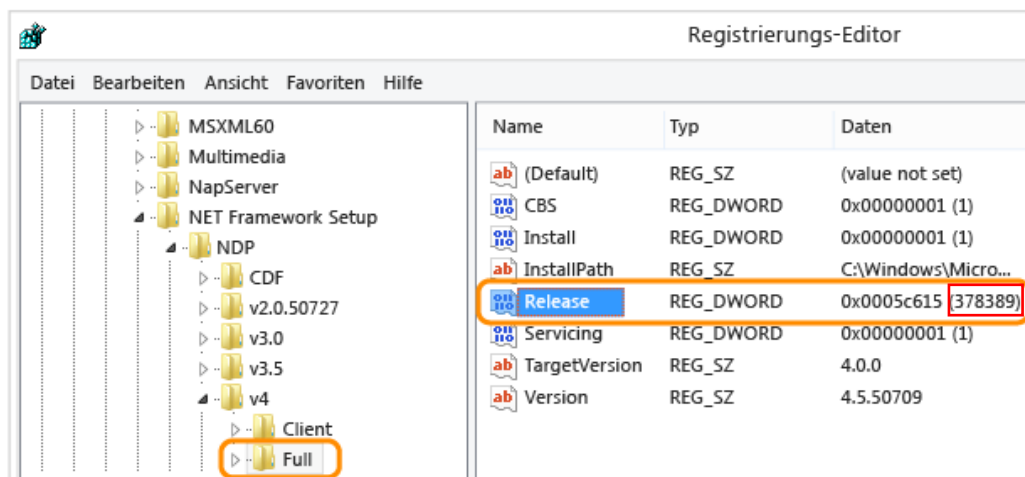 Registrierungs-Editor
Datei Bearbeiten Ansicht Favoriten Hilfe
MSXML60
Multimedia
NapServer
NET Framework Setup
NDP
CDF
v2.0.50727
v3.0
v3.5
v4
Client
Full
Name Typ Daten
(Default) REG_SZ (value not set)
CBS REG_DWORD 0x00000001 (1)
Install REG_DWORD 0x00000001 (1)
InstallPath REG_SZ C:\Windows\Micro...
Release REG_DWORD 0x0005c615 (378389)
Servicing REG_DWORD 0x00000001 (1)
TargetVersion REG_SZ 4.0.0
Version REG_SZ 4.5.50709